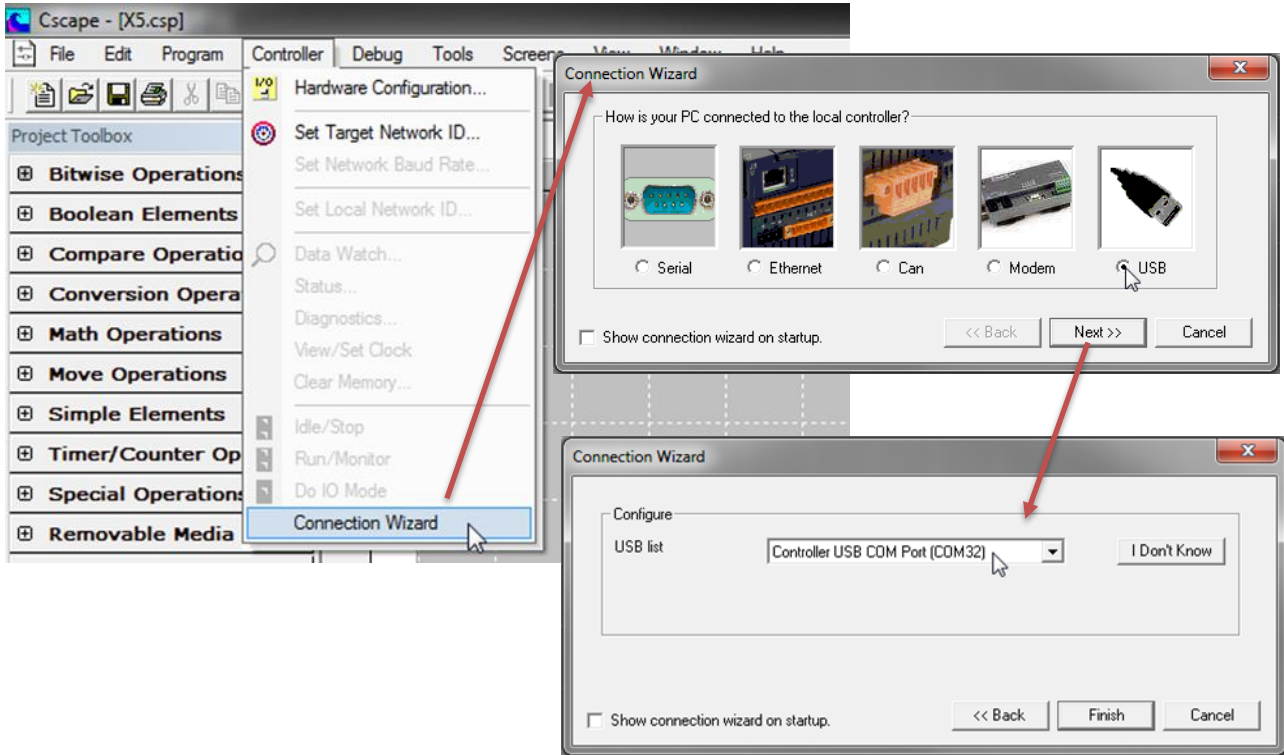 Cscape - [X5.csp]
File Edit Program Controller Debug Tools Screens View Window Help
Project Toolbox
Bitwise Operations
Boolean Elements
Compare Operatio
Conversion Opera
Math Operations
Move Operations
Simple Elements
Timer/Counter Op
Special Operations
Removable Media
I/O
Hardware Configuration...
Set Target Network ID...
Set Network Baud Rate...
Set Local Network ID...
Data Watch...
Status...
Diagnostics...
View/Set Clock
Clear Memory...
Idle/Stop
Run/Monitor
Do IO Mode
Connection Wizard
Connection Wizard
How is your PC connected to the local controller?
Serial Ethernet Can Modem USB
Show connection wizard on startup.
<< Back Next >> Cancel
Connection Wizard
Configure
USB list Controller USB COM Port (COM32) I Don't Know
Show connection wizard on startup.
<< Back Finish Cancel